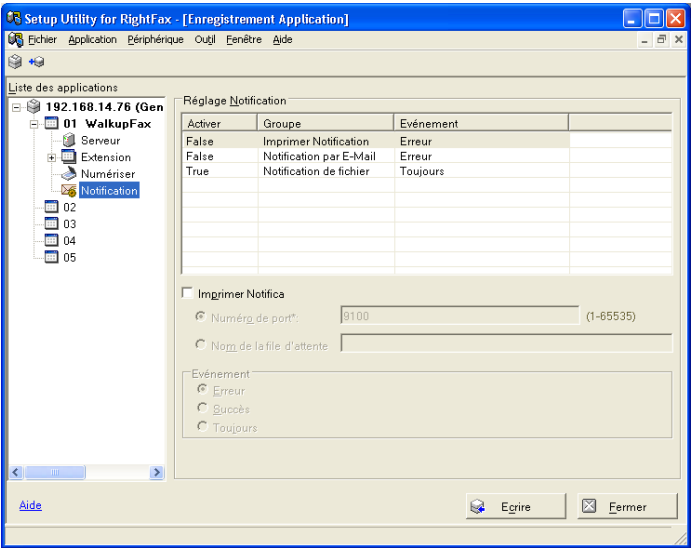 Setup Utility for RightFax - [Enregistrement Application]
Fichier Application Périphérique Outil Fenêtre Aide
Liste des applications
192.168.14.76 (Gen
01 WalkupFax
Serveur
Extension
Numériser
Notification
02
03
04
05
Réglage Notification
Activer Groupe Evénement
False Imprimer Notification Erreur
False Notification par E-Mail Erreur
True Notification de fichier Toujours
Imprimer Notifica
Numéro de port*: 9100 (1-65535)
Nom de la file d'attente
Evénement
Erreur
Succès
Toujours
Aide
Ecrire Fermer